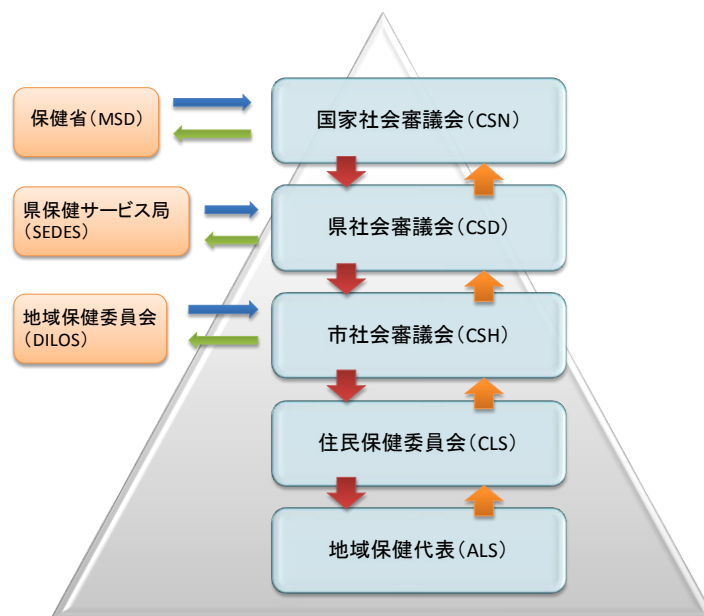 保健省（MSD）
国家社会審議会（CSN）
県保健サービス局
（SEDES）
県社会審議会（CSD）
地域保健委員会
（DILOS）
市社会審議会（CSH）
住民保健委員会（CLS）
地域保健代表（ALS）